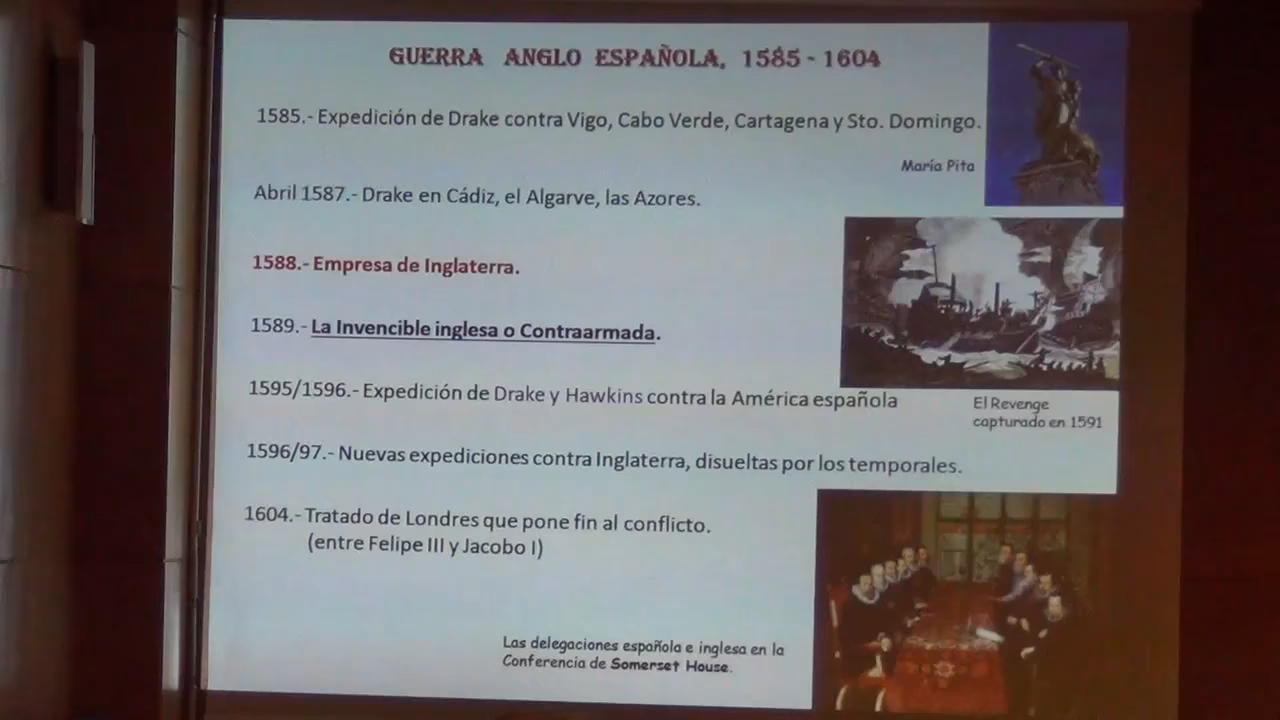 GUERRA ANGLO ESPAÑOLA, 1585 - 1604
1585.- Expedición de Drake contra Vigo, Cabo Verde, Cartagena y Sto. Domingo.
María Pita
Abril 1587.- Drake en Cádiz, el Algarve, las Azores.
1588.- Empresa de Inglaterra.
1589.- La Invencible inglesa o Contraarmada.
1595/1596.- Expedición de Drake y Hawkins contra la América española
El Revenge
capturado en 1591
1596/97.- Nuevas expediciones contra Inglaterra, disueltas por los temporales.
1604.- Tratado de Londres que pone fin al conflicto.
(entre Felipe III y Jacobo I)
Las delegaciones española e inglesa en la
Conferencia de Somerset House.